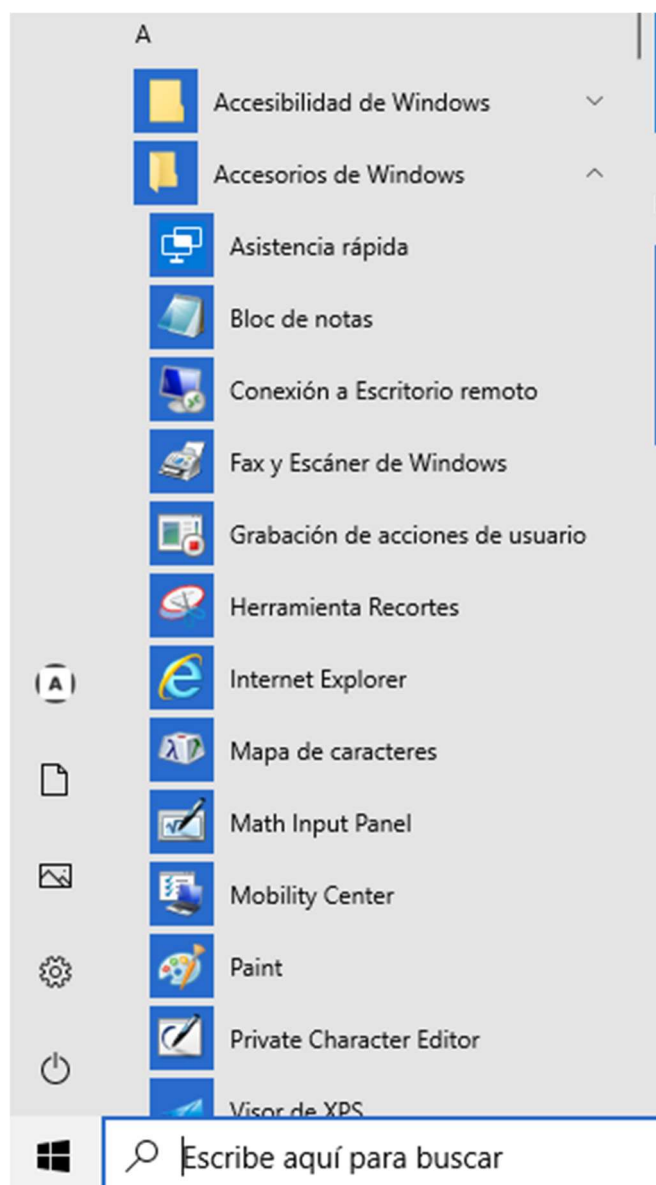 A
Accesibilidad de Windows
Accesorios de Windows
Asistencia rápida
Bloc de notas
Conexión a Escritorio remoto
Fax y Escáner de Windows
Grabación de acciones de usuario
Herramienta Recortes
Internet Explorer
Mapa de caracteres
Math Input Panel
Mobility Center
Paint
Private Character Editor
Visor de XPS
A
Escribe aquí para buscar